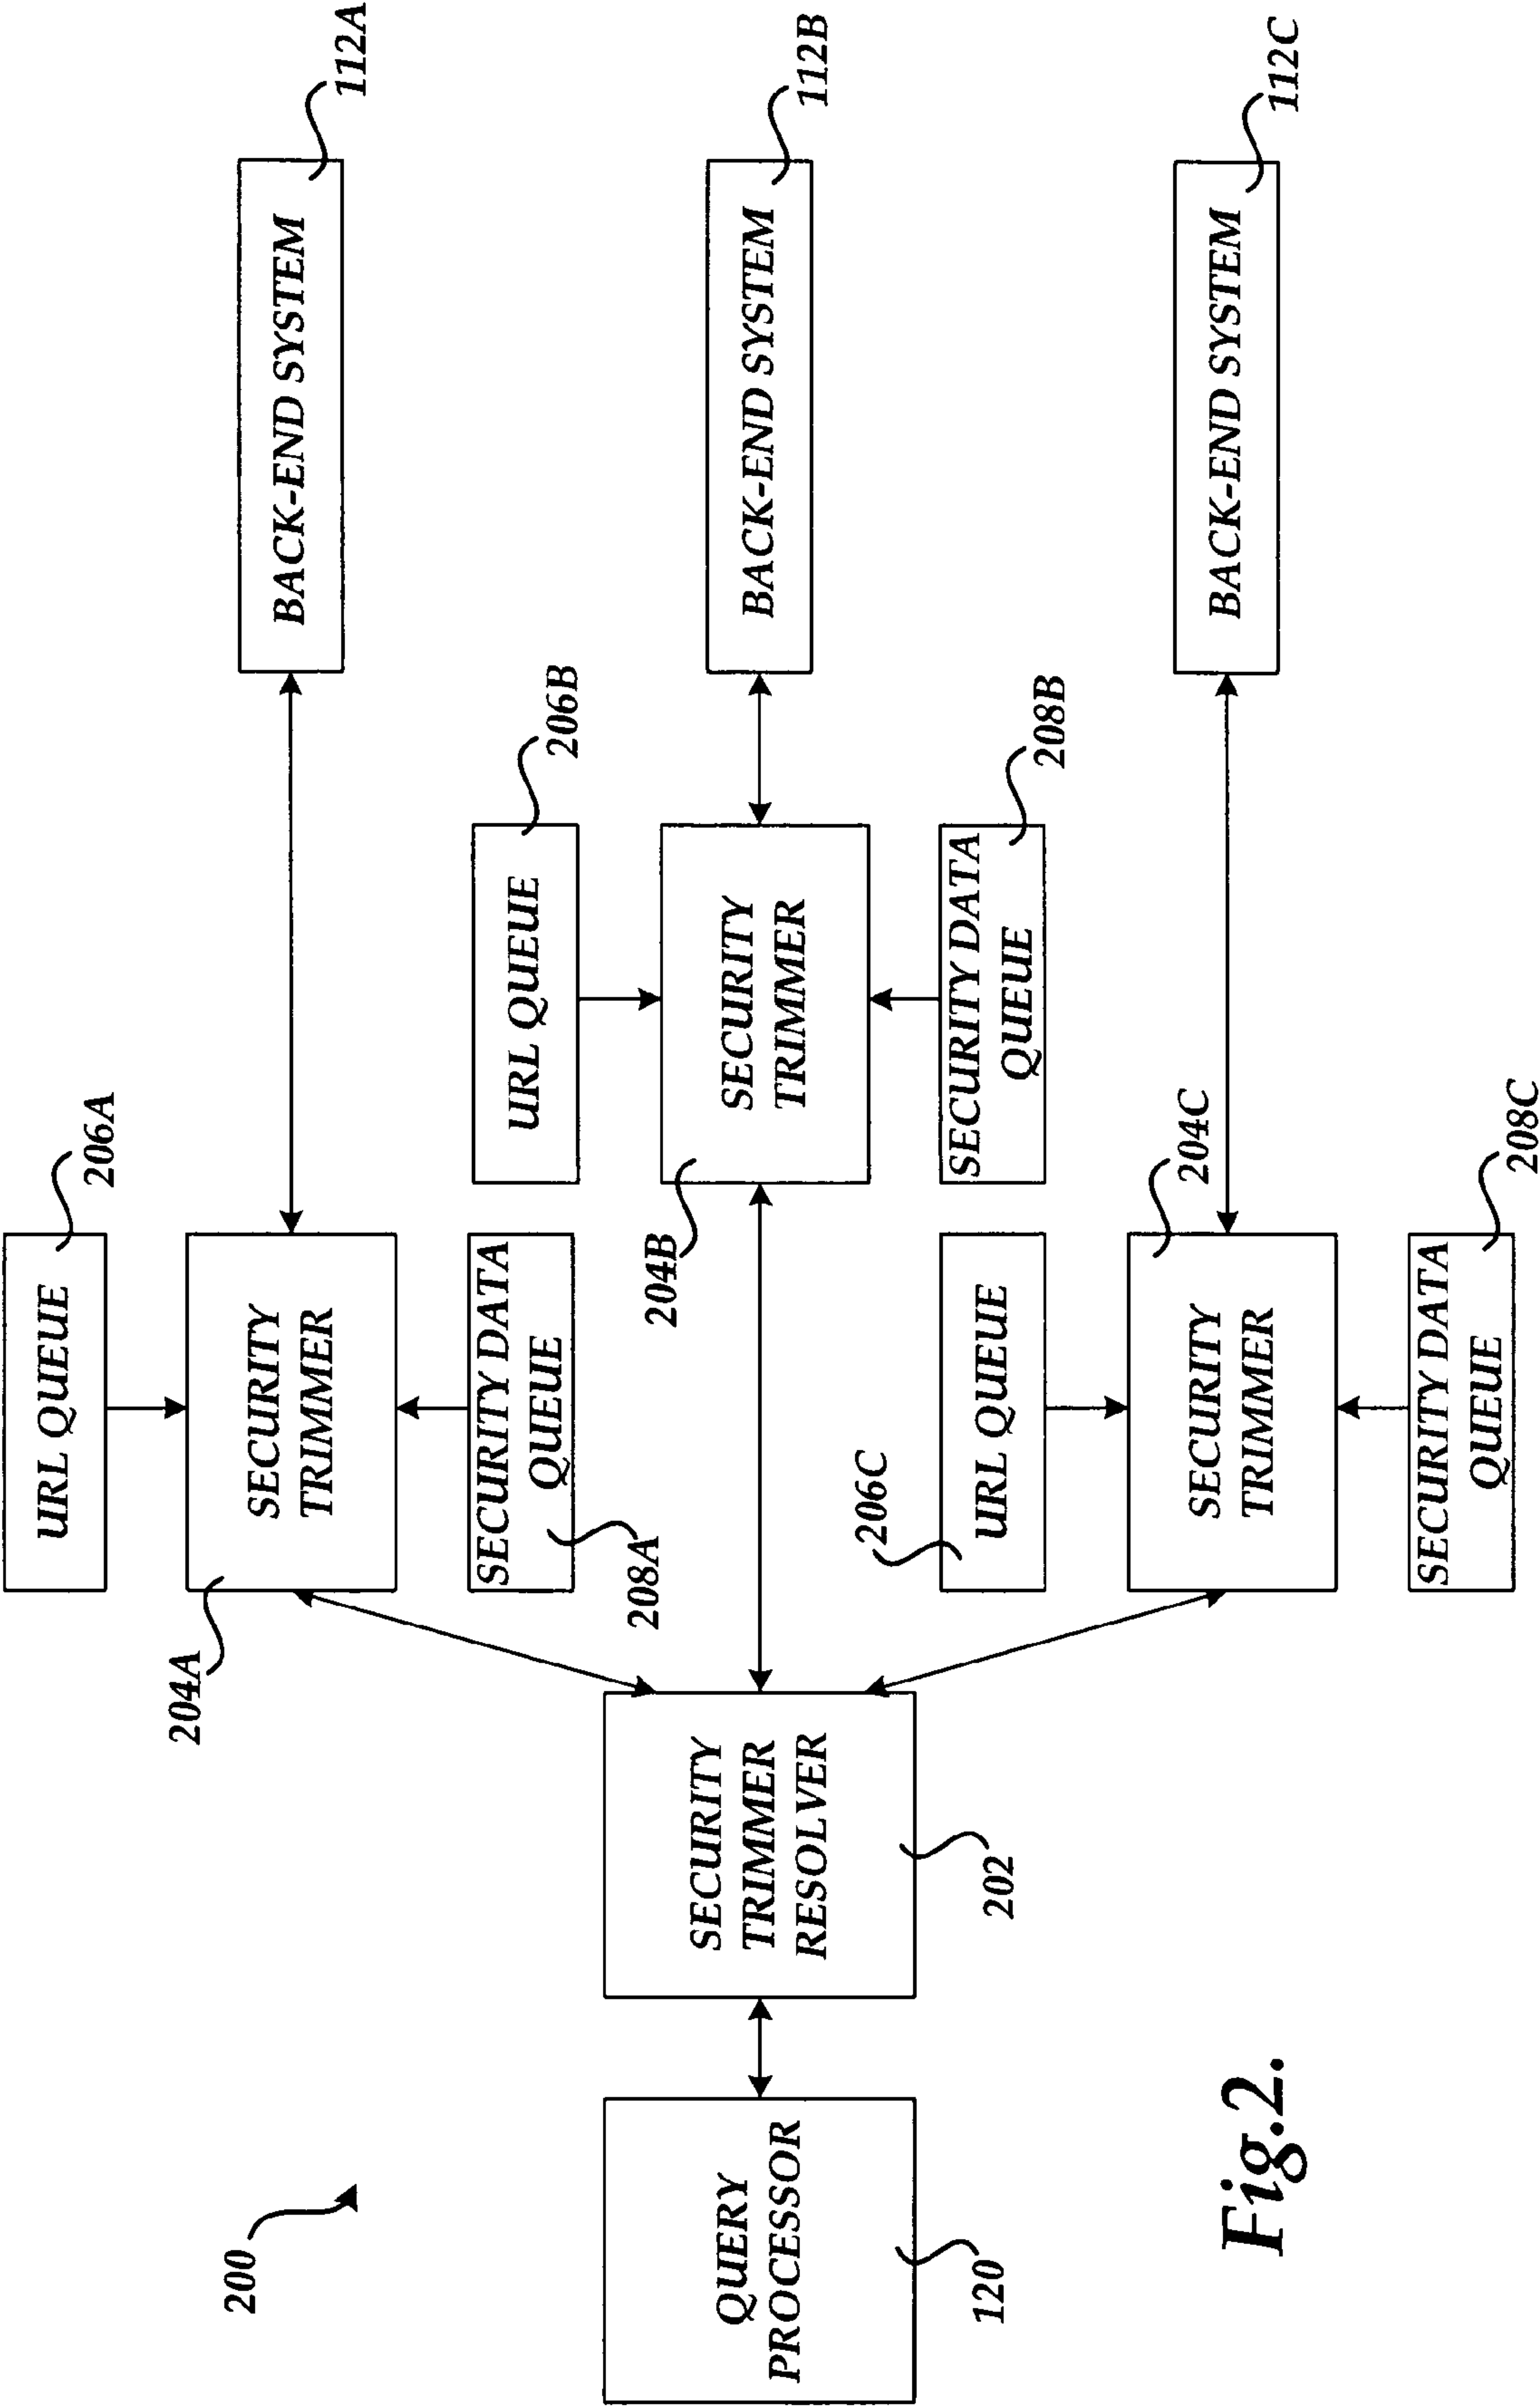 200
QUERY
PROCESSOR
120
SECURITY
TRIMMER
RESOLVER
202
URL QUEUE
206A
SECURITY
TRIMMER
204A
SECURITY DATA
QUEUE
208A
BACK-END SYSTEM
112A
URL QUEUE
206B
SECURITY
TRIMMER
204B
SECURITY DATA
QUEUE
208B
BACK-END SYSTEM
112B
URL QUEUE
206C
SECURITY
TRIMMER
204C
SECURITY DATA
QUEUE
208C
BACK-END SYSTEM
112C
Fig.2.